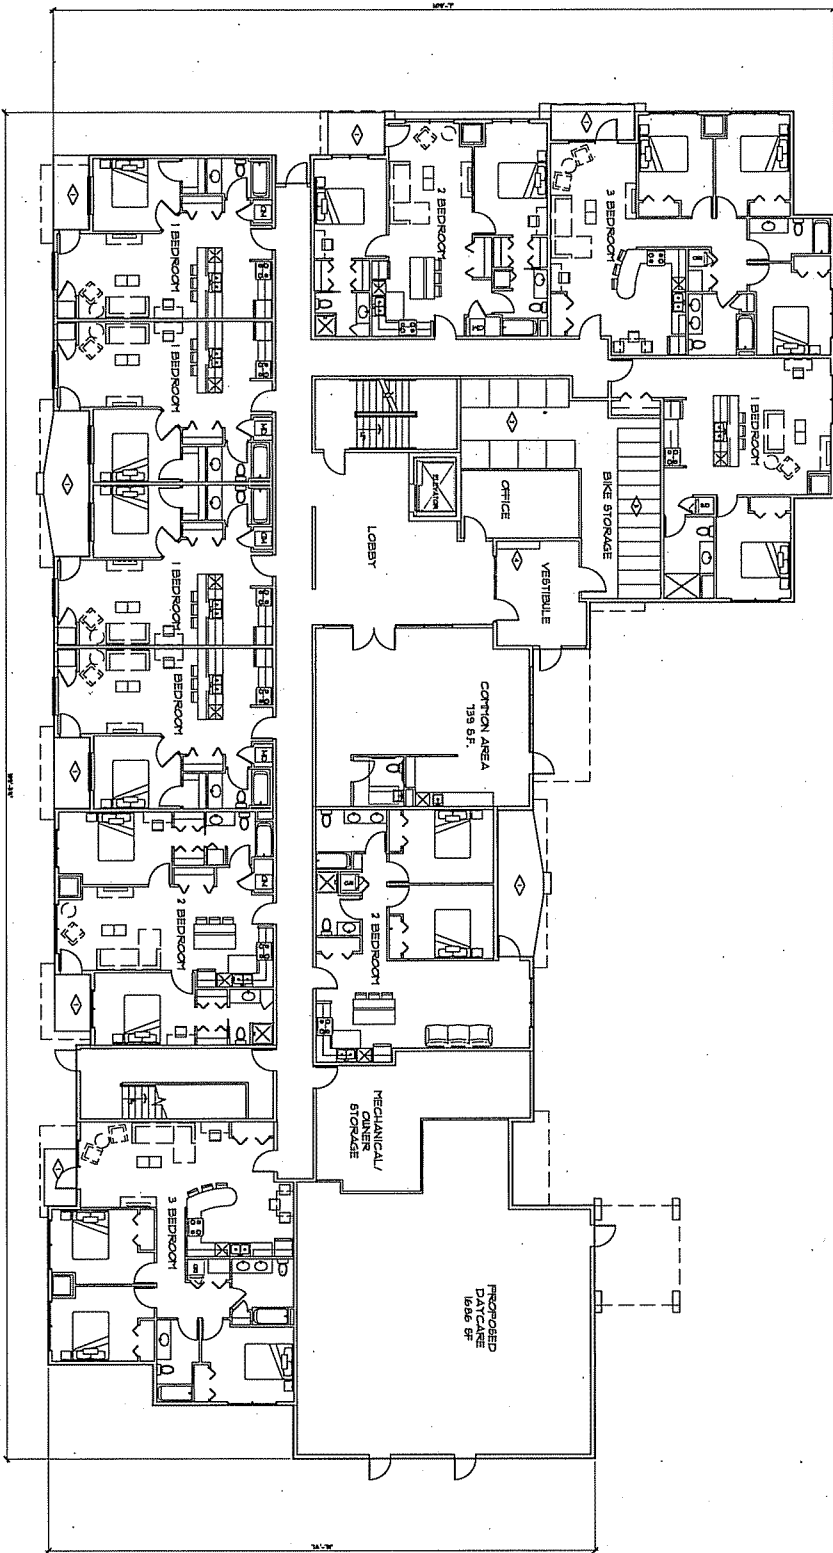 2 BEDROOM
3 BEDROOM
1 BEDROOM
1 BEDROOM
1 BEDROOM
1 BEDROOM
1 BEDROOM
ELEVATOR
OFFICE
BIKE STORAGE
LOBBY
VESTIBULE
COMMON AREA
739 S.F.
2 BEDROOM
2 BEDROOM
MECHANICAL/
OWNER
STORAGE
3 BEDROOM
PROPOSED
DAYCARE
1686 SF